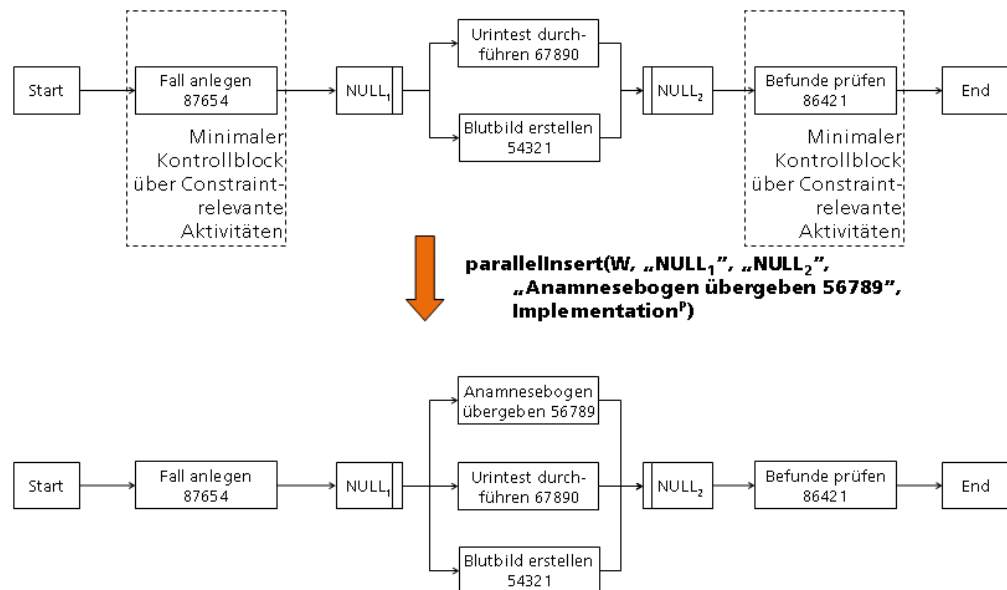 Urintest durch-
führen 67890
Start
Fall anlegen
87654
NULL1
NULL2
Befunde prüfen
86421
End
Blutbild erstellen
54321
Minimaler
Kontrollblock
über Constraint-
relevante
Aktivitäten
Minimaler
Kontrollblock
über Constraint-
relevante
Aktivitäten
parallelInsert(W, „NULL1”, „NULL2”,
„Anamnesebogen übergeben 56789”,
Implementationᴾ)
Anamnesebogen
übergeben 56789
Start
Fall anlegen
87654
NULL1
Urintest durch-
führen 67890
NULL2
Befunde prüfen
86421
End
Blutbild erstellen
54321